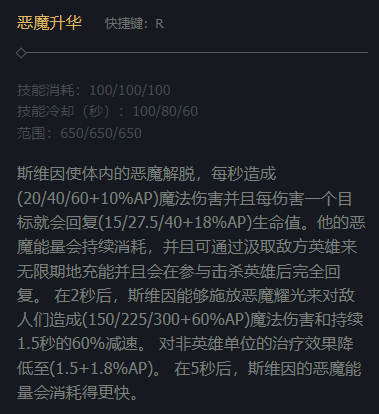 恶魔升华 快捷键：R
技能消耗：100/100/100
技能冷却（秒）：100/80/60
范围：650/650/650
斯维因使体内的恶魔解脱，每秒造成
(20/40/60+10%AP)魔法伤害并且每伤害一个目
标就会回复(15/27.5/40+18%AP)生命值。他的恶
魔能量会持续消耗，并且可通过汲取敌方英雄来
无限期地充能并且会在参与击杀英雄后完全回
复。 在2秒后，斯维因能够施放恶魔耀光来对敌
人们造成(150/225/300+60%AP)魔法伤害和持续
1.5秒的60%减速。 对非英雄单位的治疗效果降
低至(1.5+1.8%AP)。 在5秒后，斯维因的恶魔能
量会消耗得更快。